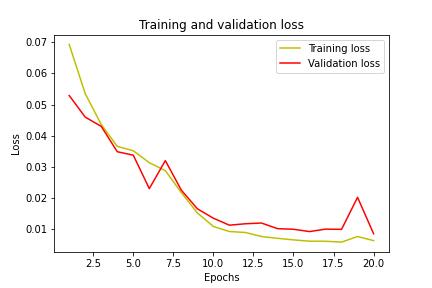 Training and validation loss
Training loss
Validation loss
0.07
0.06
0.05
0.04
0.03
0.02
0.01
Loss
2.5 5.0 7.5 10.0 12.5 15.0 17.5 20.0
Epochs